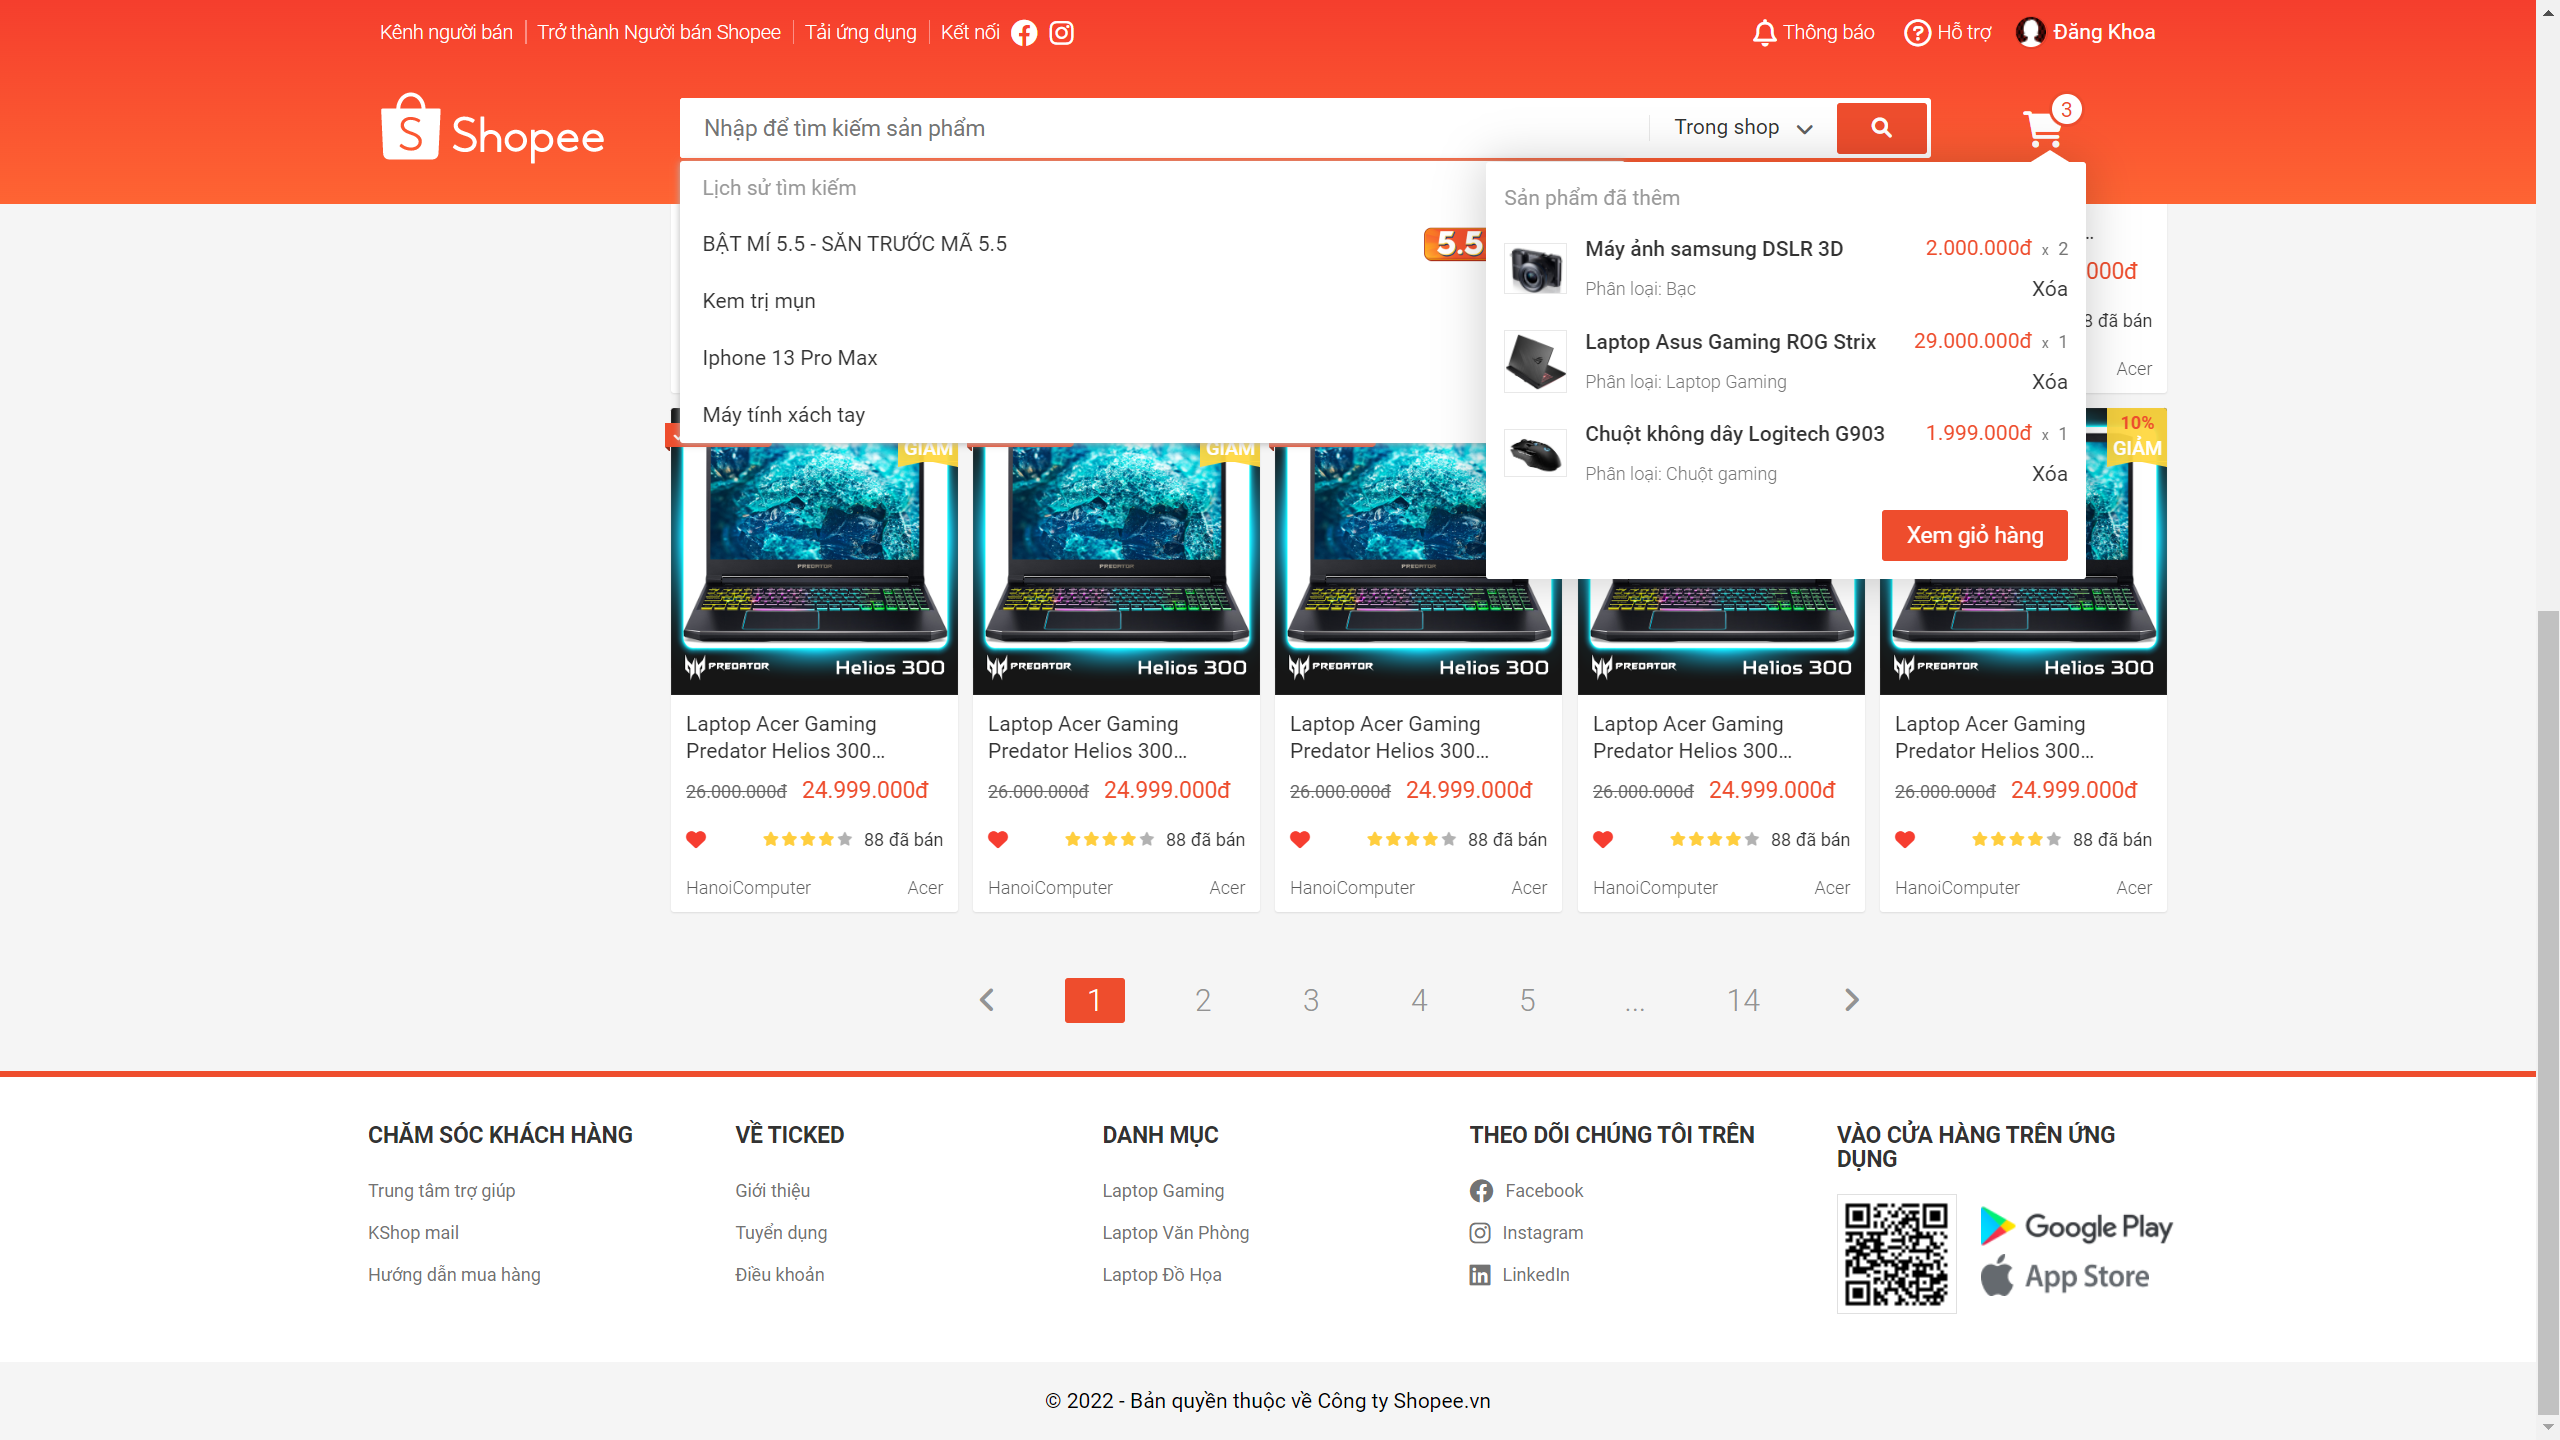 Kênh người bán Trở thành Người bán Shopee Tải ứng dụng Kết nối Thông báo Hỗ trợ Đăng Khoa
Shopee
Nhập để tìm kiếm sản phẩm Trong shop
3
Lịch sử tìm kiếm
BẬT MÍ 5.5 - SĂN TRƯỚC MÃ 5.5 5.5
Kem trị mụn
Iphone 13 Pro Max
Máy tính xách tay
Sản phẩm đã thêm
Máy ảnh samsung DSLR 3D 2.000.000đ x 2
Phân loại: Bạc Xóa
Laptop Asus Gaming ROG Strix 29.000.000đ x 1
Phân loại: Laptop Gaming Xóa
Chuột không dây Logitech G903 1.999.000đ x 1
Phân loại: Chuột gaming Xóa
Xem giỏ hàng
..
000đ
8 đã bán
Acer
GIẢM GIẢM 10% GIẢM
PREDATOR PREDATOR PREDATOR
PREDATOR Helios 300 PREDATOR Helios 300 PREDATOR Helios 300 PREDATOR Helios 300 PREDATOR Helios 300
Laptop Acer Gaming Laptop Acer Gaming Laptop Acer Gaming Laptop Acer Gaming Laptop Acer Gaming
Predator Helios 300... Predator Helios 300... Predator Helios 300... Predator Helios 300... Predator Helios 300...
26.000.000đ 24.999.000đ 26.000.000đ 24.999.000đ 26.000.000đ 24.999.000đ 26.000.000đ 24.999.000đ 26.000.000đ 24.999.000đ
88 đã bán 88 đã bán 88 đã bán 88 đã bán 88 đã bán
HanoiComputer Acer HanoiComputer Acer HanoiComputer Acer HanoiComputer Acer HanoiComputer Acer
1 2 3 4 5 ... 14
CHĂM SÓC KHÁCH HÀNG
Trung tâm trợ giúp
KShop mail
Hướng dẫn mua hàng
VỀ TICKED
Giới thiệu
Tuyển dụng
Điều khoản
DANH MỤC
Laptop Gaming
Laptop Văn Phòng
Laptop Đồ Họa
THEO DÕI CHÚNG TÔI TRÊN
Facebook
Instagram
LinkedIn
VÀO CỬA HÀNG TRÊN ỨNG
DỤNG
Google Play
App Store
© 2022 - Bản quyền thuộc về Công ty Shopee.vn